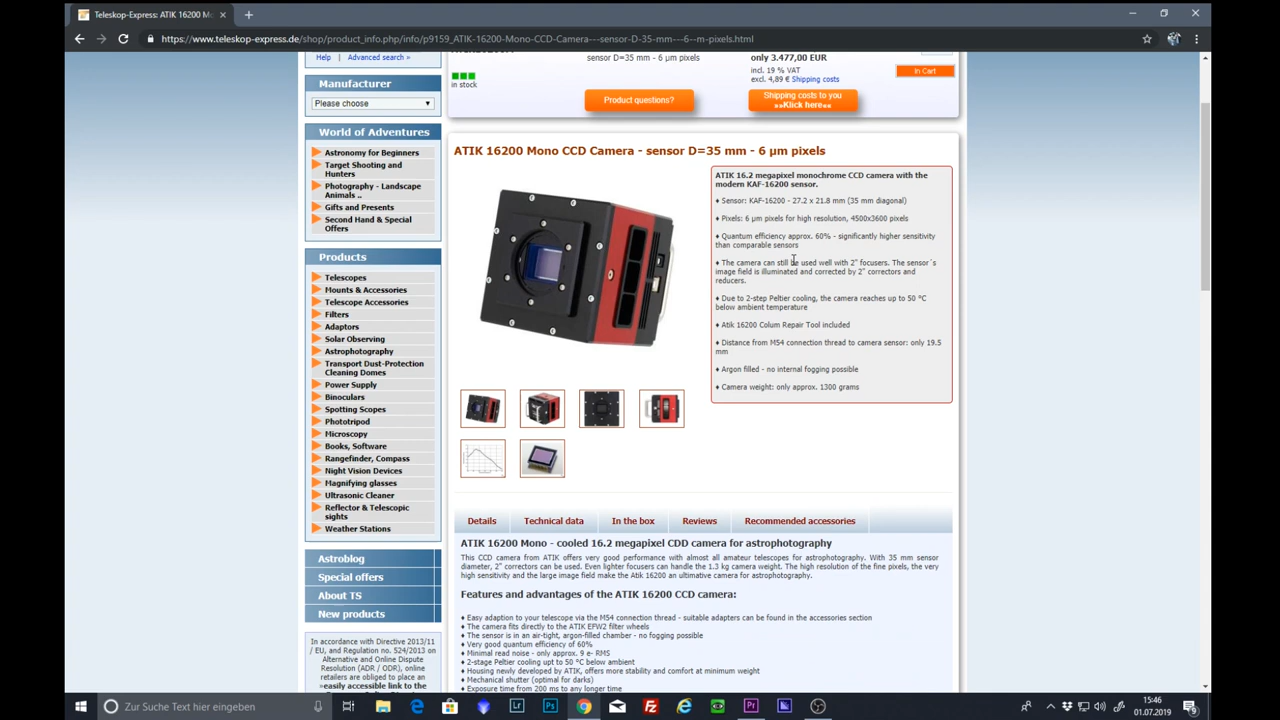 Teleskop-Express: ATIK 16200 Mo
https://www.teleskop-express.de/shop/product_info.php/info/p9159_ATIK-16200-Mono-CCD-Camera---sensor-D-35-mm---6--m-pixels.html
Help
Advanced search »
Manufacturer
Please choose
World of Adventures
Astronomy for Beginners
Target Shooting and
Hunters
Photography - Landscape
Animals ..
Gifts and Presents
Second Hand & Special
Offers
Products
Telescopes
Mounts & Accessories
Telescope Accessories
Filters
Adaptors
Solar Observing
Astrophotography
Transport Dust-Protection
Cleaning Domes
Power Supply
Binoculars
Spotting Scopes
Phototripod
Microscopy
Books, Software
Rangefinder, Compass
Night Vision Devices
Magnifying glasses
Ultrasonic Cleaner
Reflector & Telescopic
sights
Weather Stations
Astroblog
Special offers
About TS
New products
In accordance with Directive 2013/11
/ EU, and Regulation no. 524/2013 on
Alternative and Online Dispute
Resolution (ADR / ODR), online
retailers are obliged to place an
»easily accessible link to the
in stock
sensor D=35 mm - 6 µm pixels
Product questions?
only 3.477,00 EUR
incl. 19 % VAT
excl. 4,89 € Shipping costs
Shipping costs to you
»»Klick here««
In Cart
ATIK 16200 Mono CCD Camera - sensor D=35 mm - 6 µm pixels
ATIK 16.2 megapixel monochrome CCD camera with the
modern KAF-16200 sensor.
♦ Sensor: KAF-16200 - 27.2 x 21.8 mm (35 mm diagonal)
♦ Pixels: 6 µm pixels for high resolution, 4500x3600 pixels
♦ Quantum efficiency approx. 60% - significantly higher sensitivity
than comparable sensors
♦ The camera can still be used well with 2" focusers. The sensor´s
image field is illuminated and corrected by 2" correctors and
reducers.
♦ Due to 2-step Peltier cooling, the camera reaches up to 50 °C
below ambient temperature
♦ Atik 16200 Colum Repair Tool included
♦ Distance from M54 connection thread to camera sensor: only 19.5
mm
♦ Argon filled - no internal fogging possible
♦ Camera weight: only approx. 1300 grams
Details
Technical data
In the box
Reviews
Recommended accessories
ATIK 16200 Mono - cooled 16.2 megapixel CDD camera for astrophotography
This CCD camera from ATIK offers very good performance with almost all amateur telescopes for astrophotography. With 35 mm sensor
diameter, 2" correctors can be used. Even lighter focusers can handle the 1.3 kg camera weight. The high resolution of the fine pixels, the very
high sensitivity and the large image field make the Atik 16200 an ultimative camera for astrophotography.
Features and advantages of the ATIK 16200 CCD camera:
♦ Easy adaption to your telescope via the M54 connection thread - suitable adapters can be found in the accessories section
♦ The camera fits directly to the ATIK EFW2 filter wheels
♦ The sensor is in an air-tight, argon-filled chamber - no fogging possible
♦ Very good quantum efficiency of 60%
♦ Minimal read noise - only approx. 9 e- RMS
♦ 2-stage Peltier cooling upt to 50 °C below ambient
♦ Housing newly developed by ATIK, offers more stability and comfort at minimum weight
♦ Mechanical shutter (optimal for darks)
♦ Exposure time from 200 ms to any longer time
Zur Suche Text hier eingeben
15:46
01.07.2019